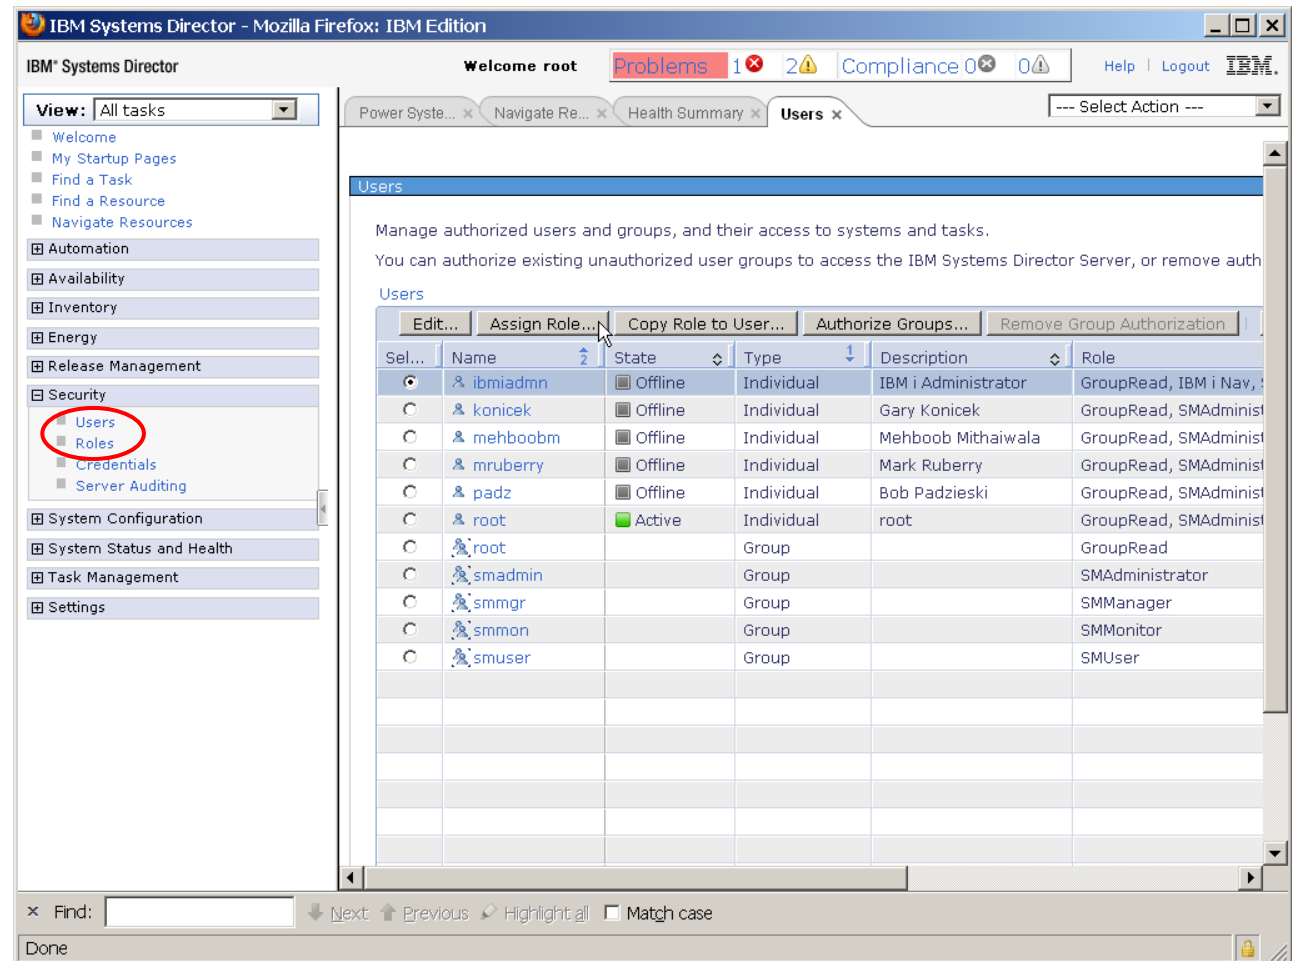 IBM Systems Director - Mozilla Firefox: IBM Edition
IBM® Systems Director
Welcome root
Problems 1 2 Compliance 0 0
Help Logout IBM.
View: All tasks
Welcome
My Startup Pages
Find a Task
Find a Resource
Navigate Resources
Automation
Availability
Inventory
Energy
Release Management
Security
Users
Roles
Credentials
Server Auditing
System Configuration
System Status and Health
Task Management
Settings
Power Syste... Navigate Re... Health Summary Users
--- Select Action ---
Users
Manage authorized users and groups, and their access to systems and tasks.
You can authorize existing unauthorized user groups to access the IBM Systems Director Server, or remove auth
Users
Edit... Assign Role... Copy Role to User... Authorize Groups... Remove Group Authorization
Sel... Name 2 State Type 1 Description Role
ibmiadmn Offline Individual IBM i Administrator GroupRead, IBM i Nav,
konicek Offline Individual Gary Konicek GroupRead, SMAdminist
mehboobm Offline Individual Mehboob Mithaiwala GroupRead, SMAdminist
mruberry Offline Individual Mark Ruberry GroupRead, SMAdminist
padz Offline Individual Bob Padzieski GroupRead, SMAdminist
root Active Individual root GroupRead, SMAdminist
root Group GroupRead
smadmin Group SMAdministrator
smmgr Group SMManager
smmon Group SMMonitor
smuser Group SMUser
Find: Next Previous Highlight all Match case
Done